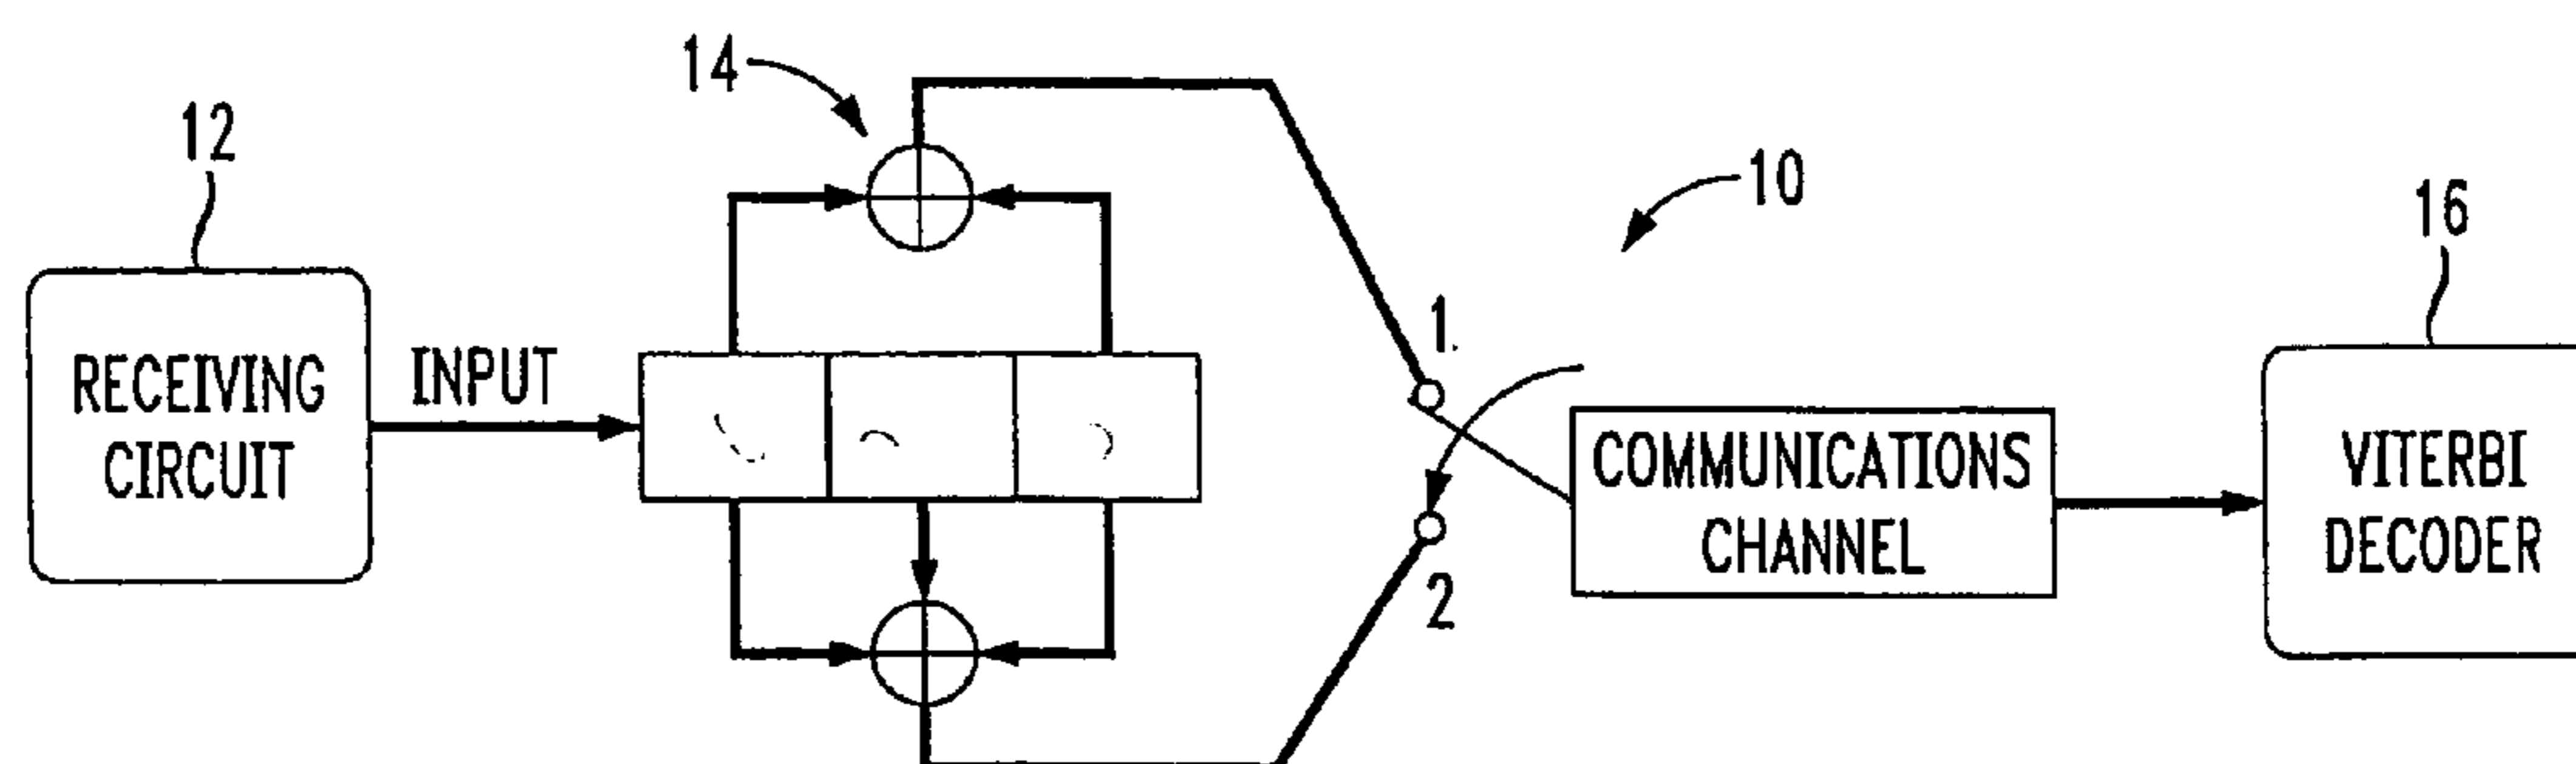 14
12
10
16
1.
INPUT
RECEIVING
CIRCUIT
COMMUNICATIONS
CHANNEL
VITERBI
DECODER
2